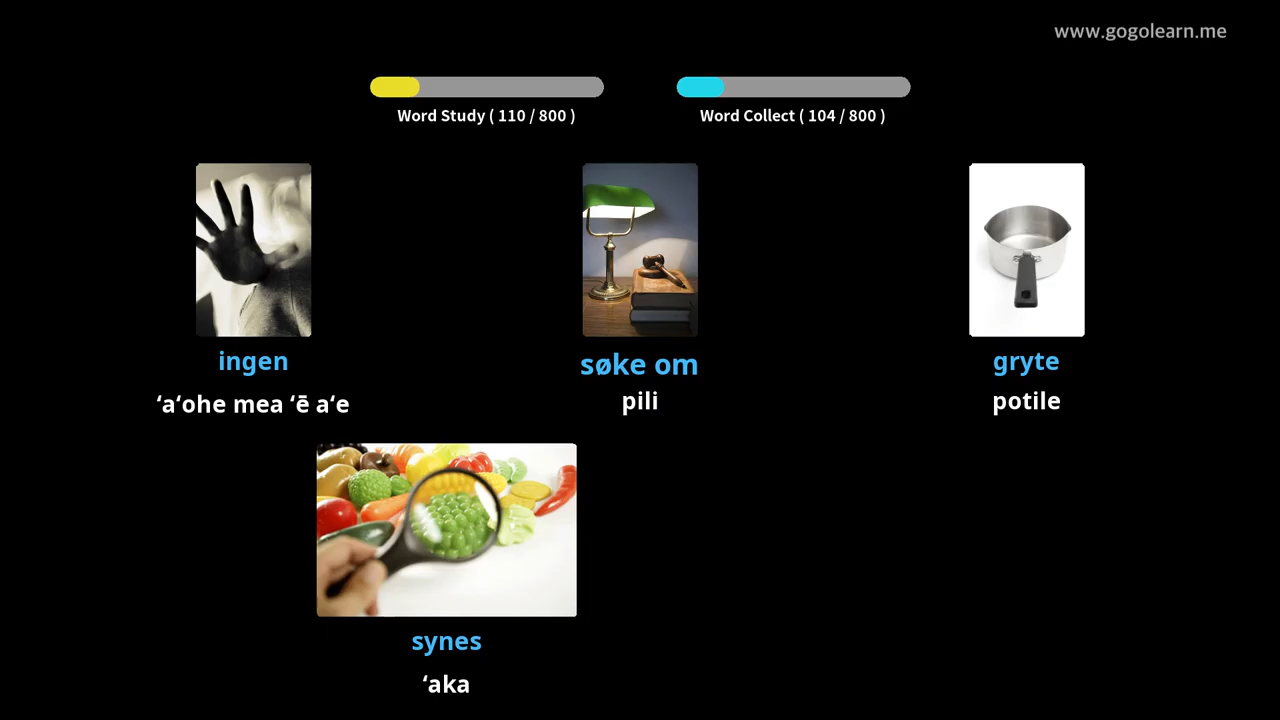 www.gogolearn.me
Word Study ( 110 / 800 )
Word Collect ( 104 / 800 )
ingen
ʻaʻohe mea ʻē aʻe
søke om
pili
gryte
potile
synes
ʻaka